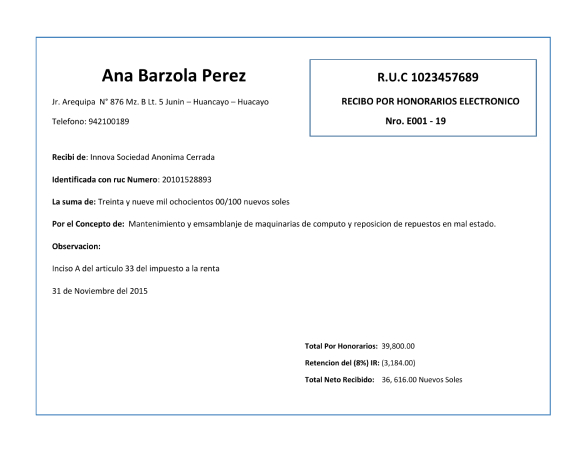 Ana Barzola Perez
Jr. Arequipa N° 876 Mz. B Lt. 5 Junin – Huancayo – Huacayo
Telefono: 942100189
R.U.C 1023457689
RECIBO POR HONORARIOS ELECTRONICO
Nro. E001 - 19
Recibi de: Innova Sociedad Anonima Cerrada
Identificada con ruc Numero: 20101528893
La suma de: Treinta y nueve mil ochocientos 00/100 nuevos soles
Por el Concepto de: Mantenimiento y emsamblanje de maquinarias de computo y reposicion de repuestos en mal estado.
Observacion:
Inciso A del articulo 33 del impuesto a la renta
31 de Noviembre del 2015
Total Por Honorarios: 39,800.00
Retencion del (8%) IR: (3,184.00)
Total Neto Recibido: 36, 616.00 Nuevos Soles